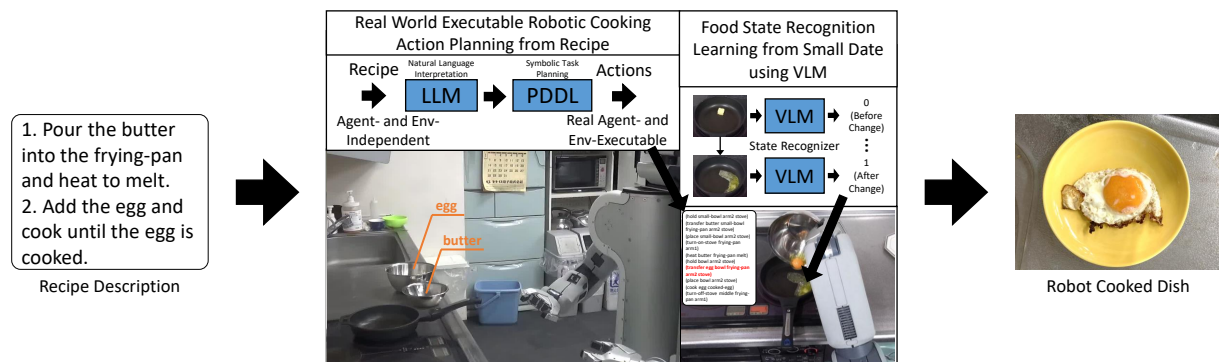 1. Pour the butter
into the frying-pan
and heat to melt.
2. Add the egg and
cook until the egg is
cooked.
Recipe Description
Real World Executable Robotic Cooking
Action Planning from Recipe
Recipe
Natural Language
Interpretation
LLM
Symbolic Task
Planning
PDDL
Actions
Agent- and Env-
Independent
Real Agent- and
Env-Executable
egg
butter
Food State Recognition
Learning from Small Date
using VLM
VLM
0
(Before
Change)
State Recognizer
VLM
1
(After
Change)
(hold small-bowl arm2 stove)
(transfer butter small-bowl
frying-pan arm2 stove)
(place small-bowl arm2 stove)
(turn-on-stove frying-pan
arm1)
(heat butter frying-pan melt)
(hold bowl arm2 stove)
(transfer egg bowl frying-pan
arm2 stove)
(place bowl arm2 stove)
(cook egg cooked-egg)
(turn-off-stove middle frying-
pan arm1)
Robot Cooked Dish